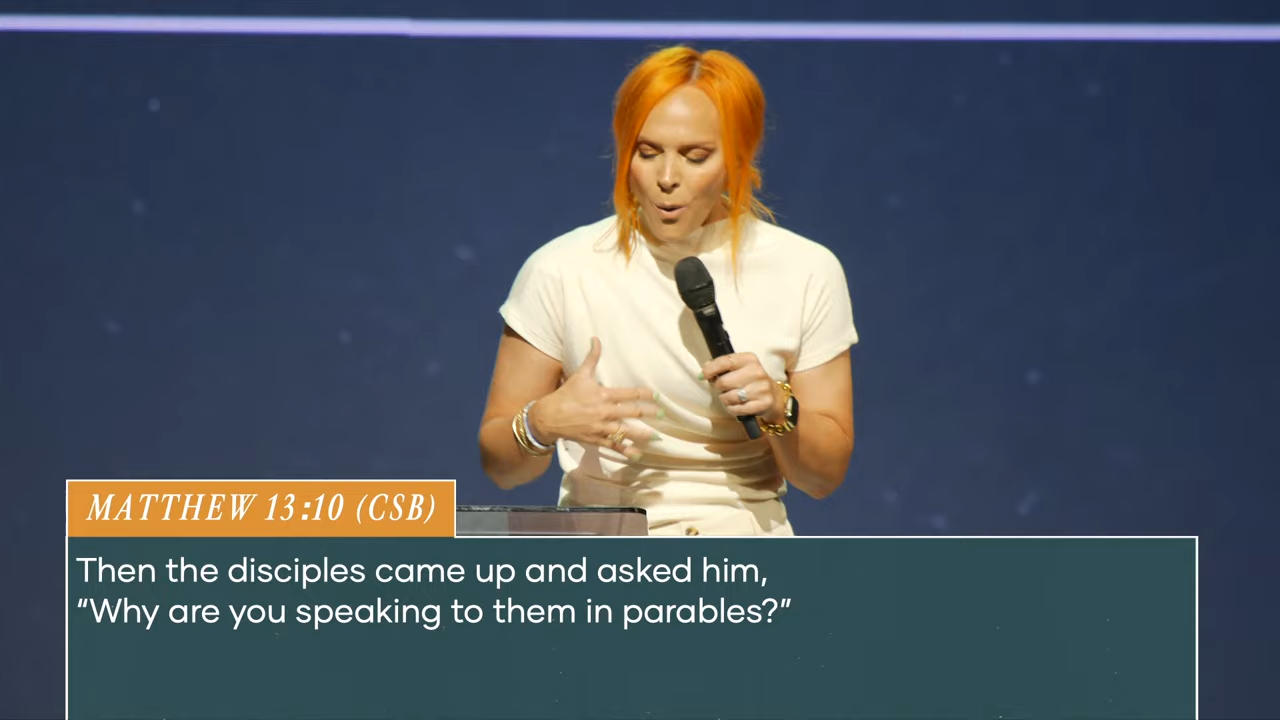 MATTHEW 13:10 (CSB)
Then the disciples came up and asked him,
“Why are you speaking to them in parables?”